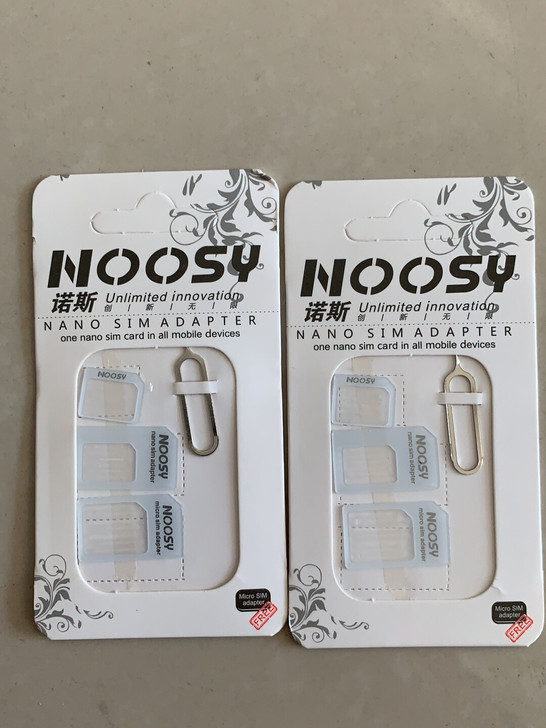 NOOSY
诺斯 Unlimited innovation
创 | 新 | 无 | 限
NANO SIM ADAPTER
one nano sim card in all mobile devices
NOOSY
NOOSY
nano sim adapter
NOOSY
micro sim adapter
Micro SIM
adapter
FREE
NOOSY
诺斯 Unlimited innovation
创 | 新 | 无 | 限
NANO SIM ADAPTER
one nano sim card in all mobile devices
NOOSY
NOOSY
nano sim adapter
NOOSY
micro sim adapter
Micro SIM
adapter
FREE